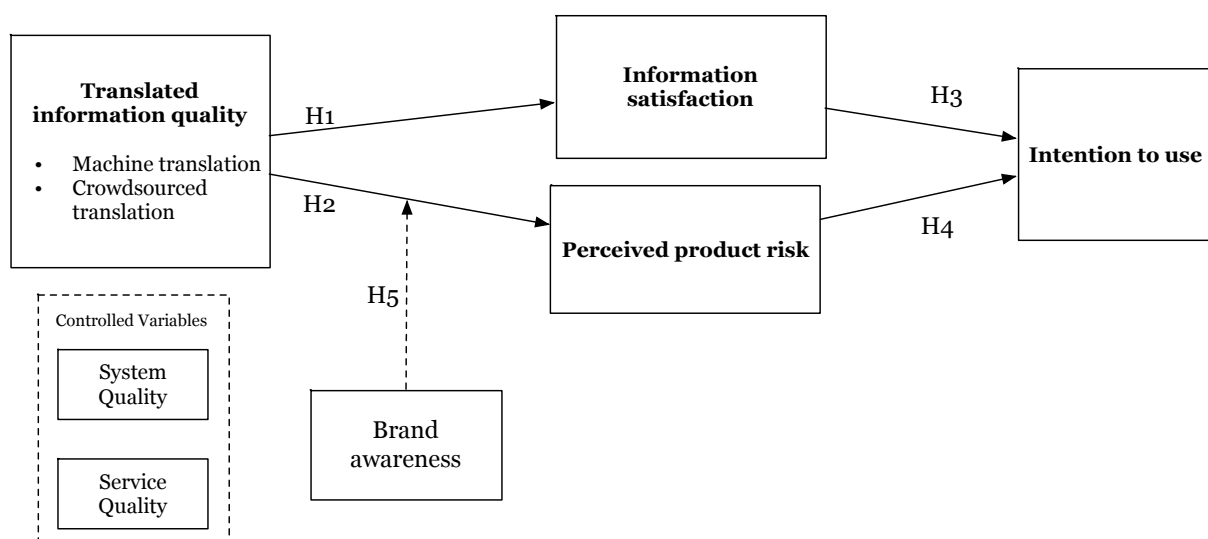 Translated
information quality
• Machine translation
• Crowdsourced
translation
H1
H2
Information
satisfaction
Perceived product risk
H3
H4
Intention to use
H5
Brand
awareness
Controlled Variables
System
Quality
Service
Quality